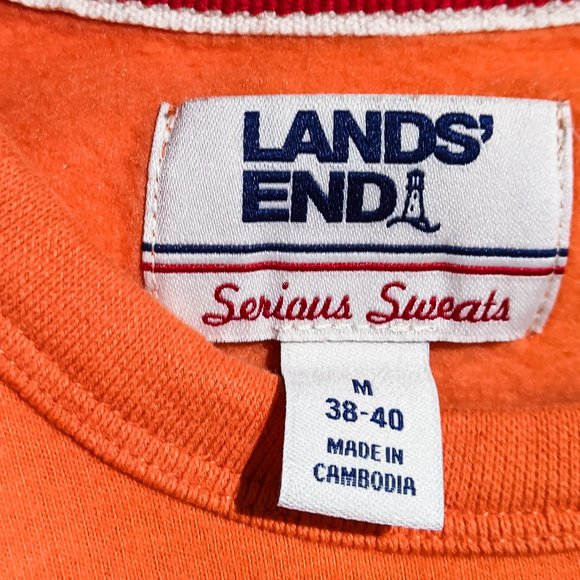 LANDS'
END
Serious Sweats
M
38-40
MADE IN
CAMBODIA